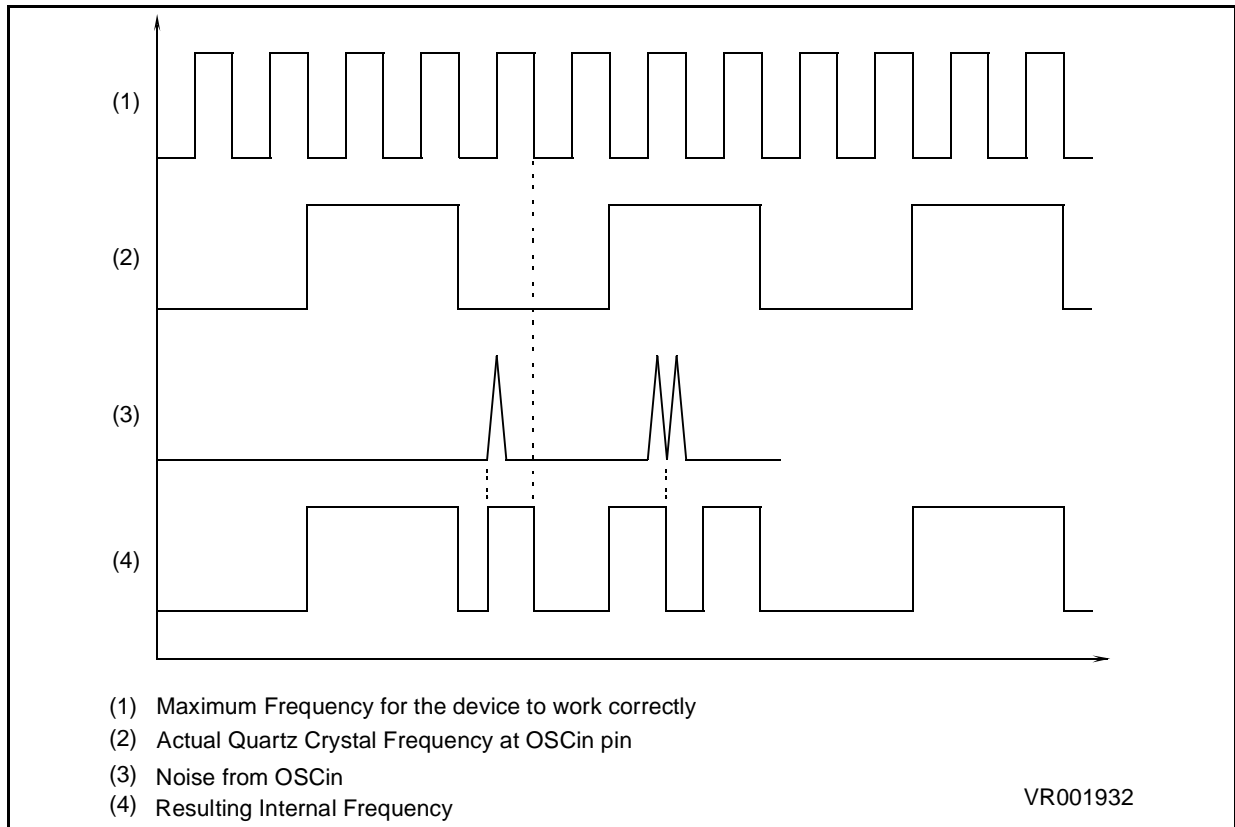 (1)
(2)
(3)
(4)
(1) Maximum Frequency for the device to work correctly
(2) Actual Quartz Crystal Frequency at OSCin pin
(3) Noise from OSCin
(4) Resulting Internal Frequency
VR001932